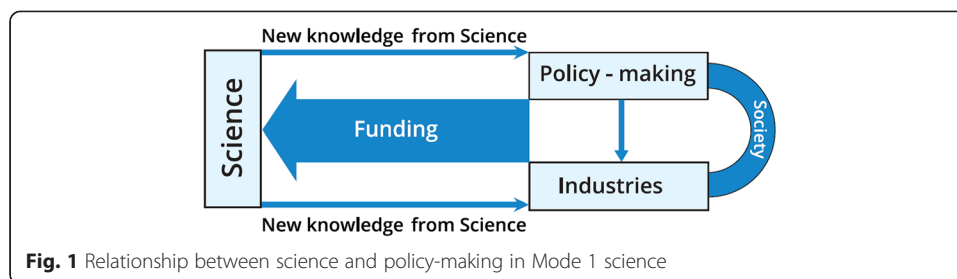 New knowledge from Science
Policy - making
Science
Funding
Society
Industries
New knowledge from Science
Fig. 1 Relationship between science and policy-making in Mode 1 science